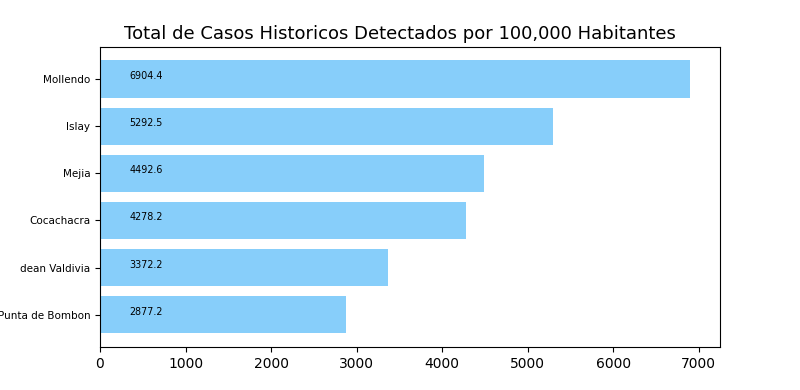 Total de Casos Historicos Detectados por 100,000 Habitantes
Mollendo 6904.4
Islay 5292.5
Mejia 4492.6
Cocachacra 4278.2
dean Valdivia 3372.2
Punta de Bombon 2877.2
0 1000 2000 3000 4000 5000 6000 7000